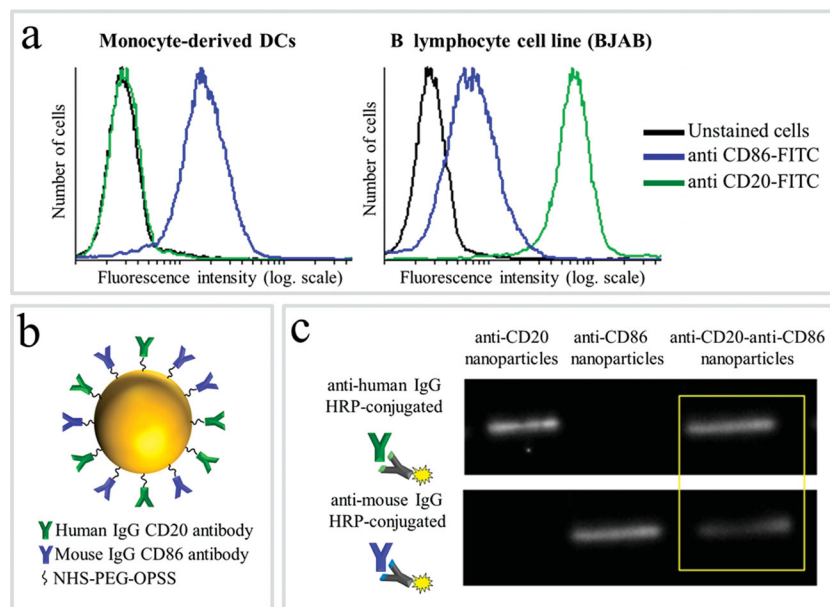 a
Monocyte-derived DCs
B lymphocyte cell line (BJAB)
Number of cells
Fluorescence intensity (log. scale)
Number of cells
Fluorescence intensity (log. scale)
Unstained cells
anti CD86-FITC
anti CD20-FITC
b
Human IgG CD20 antibody
Mouse IgG CD86 antibody
NHS-PEG-OPSS
c
anti-CD20
nanoparticles
anti-CD86
nanoparticles
anti-CD20-anti-CD86
nanoparticles
anti-human IgG
HRP-conjugated
anti-mouse IgG
HRP-conjugated